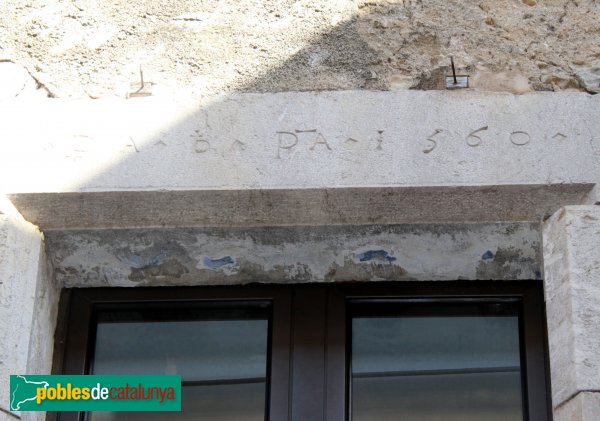 A · D · PA · 1560
poblesdecatalunya